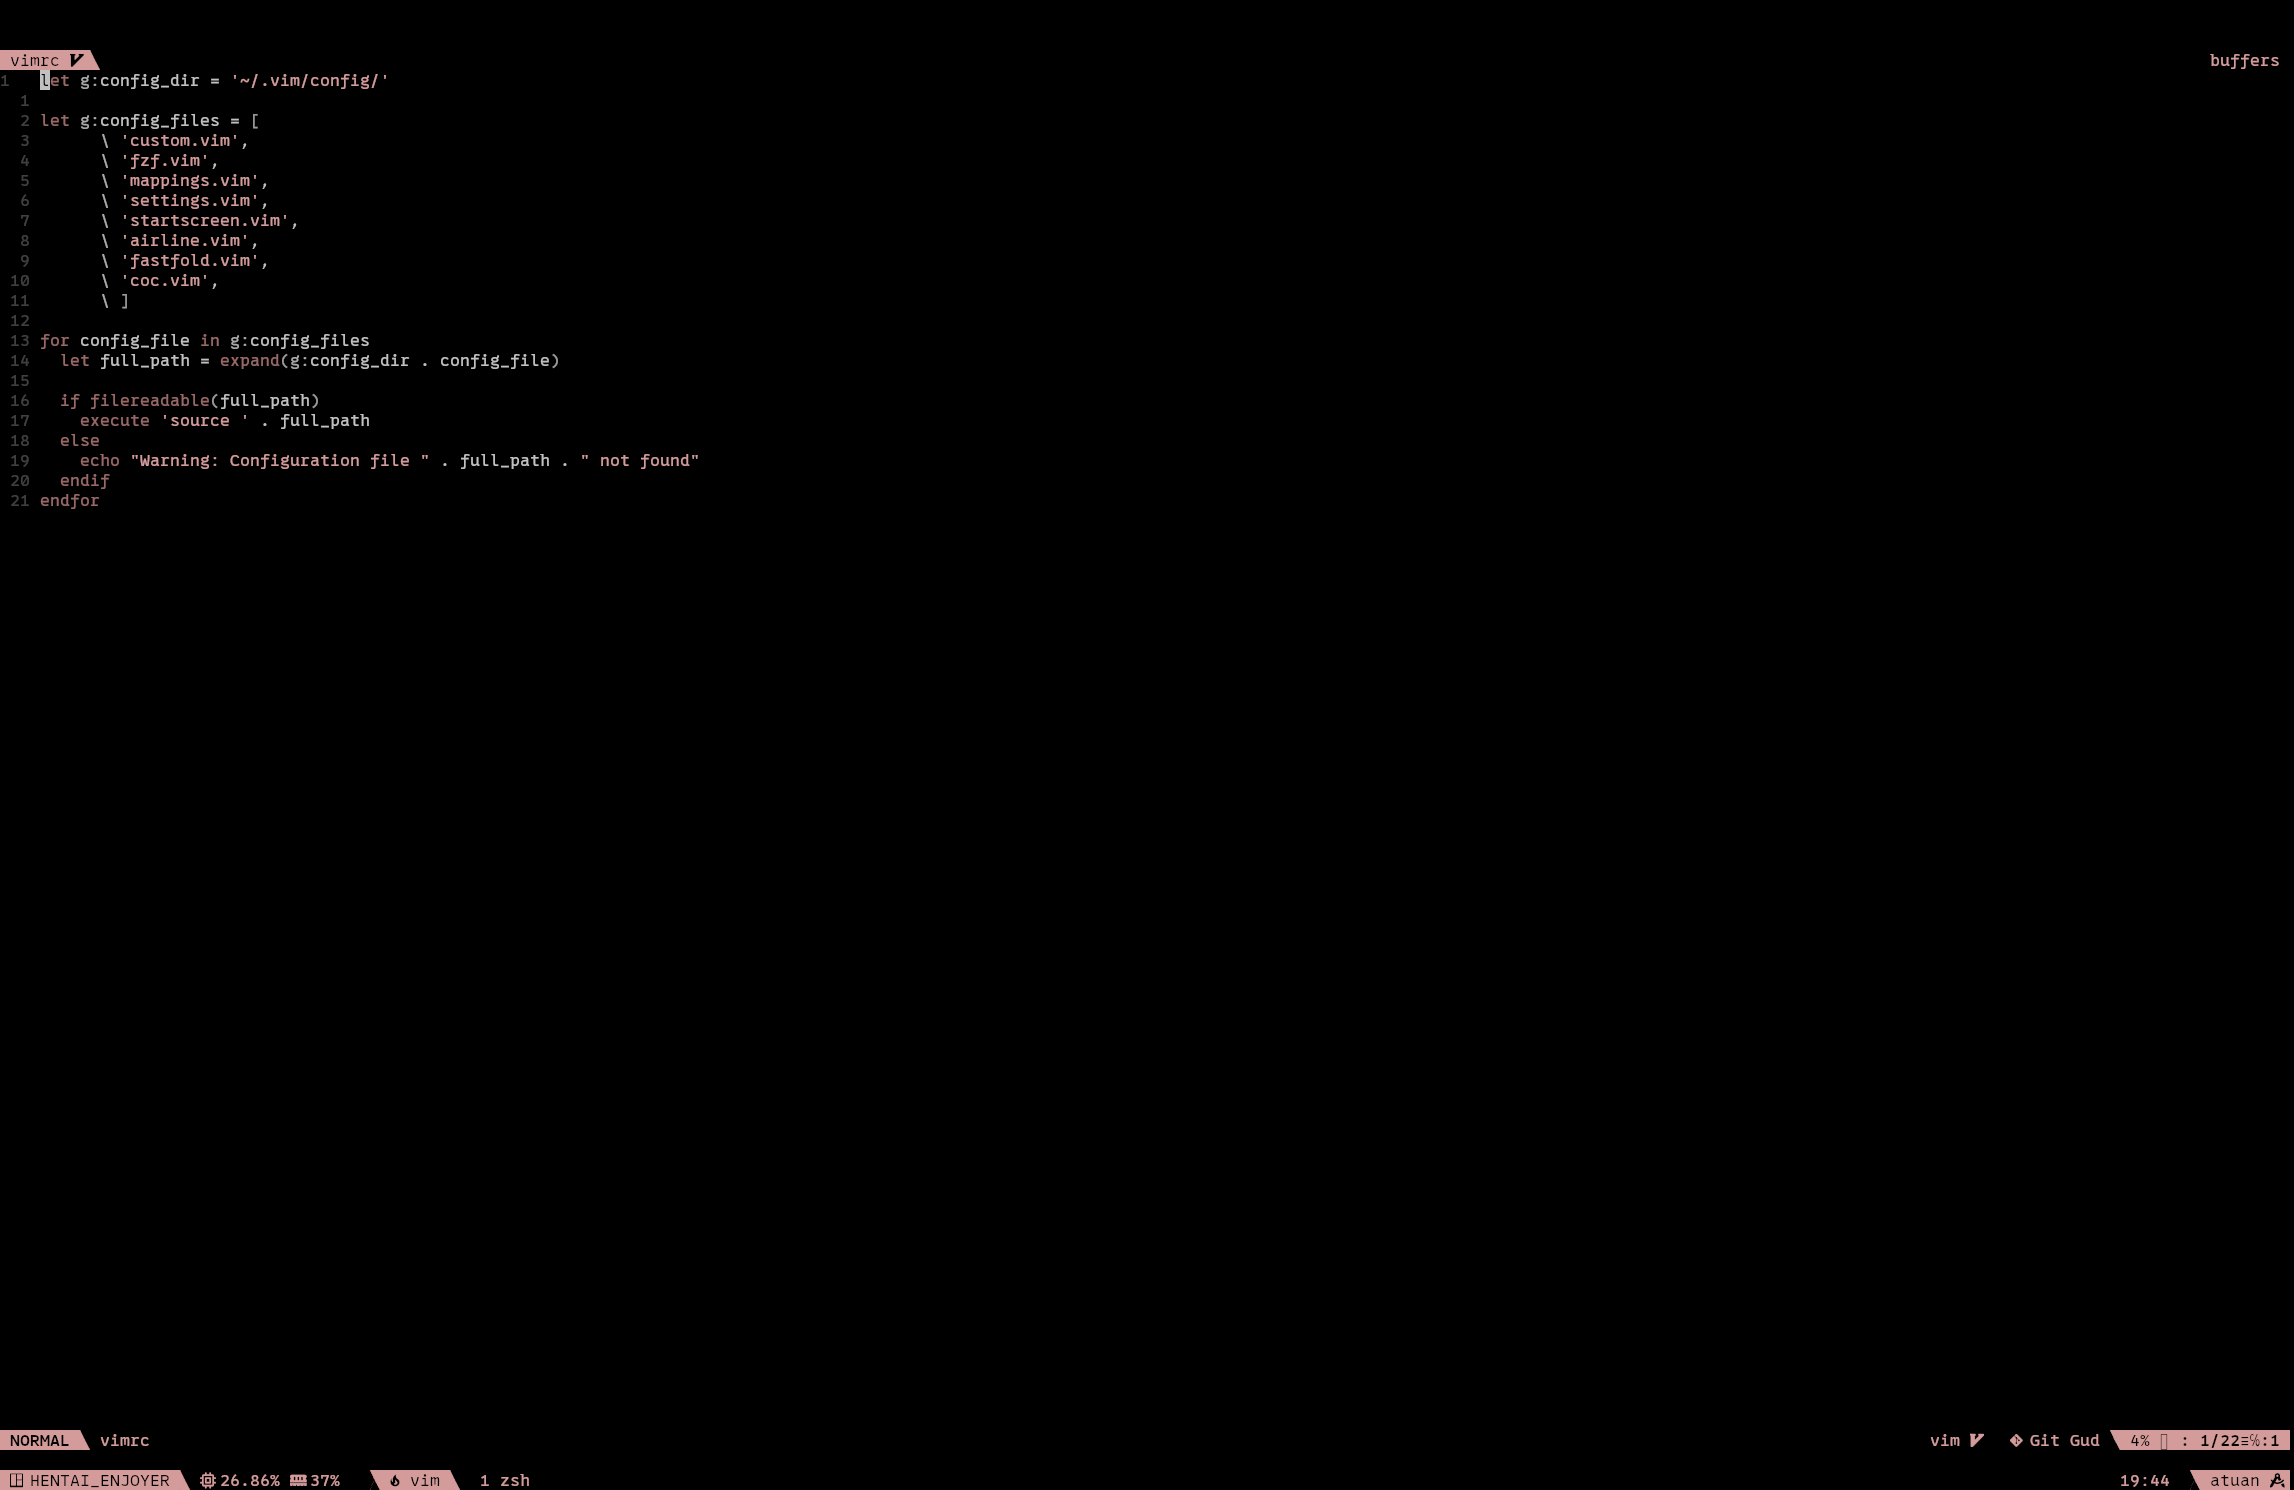 vimrc buffers
1 let g:config_dir = '~/.vim/config/'
1
2 let g:config_files = [
3       \ 'custom.vim',
4       \ 'fzf.vim',
5       \ 'mappings.vim',
6       \ 'settings.vim',
7       \ 'startscreen.vim',
8       \ 'airline.vim',
9       \ 'fastfold.vim',
10       \ 'coc.vim',
11       \ ]
12
13 for config_file in g:config_files
14   let full_path = expand(g:config_dir . config_file)
15
16   if filereadable(full_path)
17     execute 'source ' . full_path
18   else
19     echo "Warning: Configuration file " . full_path . " not found"
20   endif
21 endfor
NORMAL vimrc vim Git Gud 4% : 1/22≡℅:1
HENTAI_ENJOYER 26.86% 37% vim 1 zsh 19:44 atuan